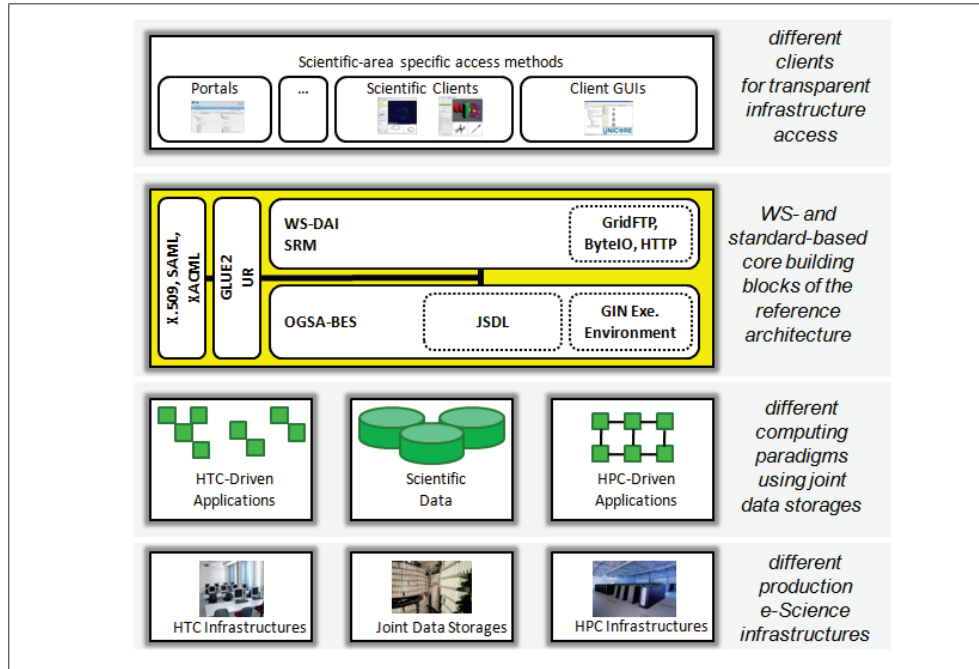 Scientific-area specific access methods
Portals
...
Scientific Clients
Client GUIs
UNICORE
different
clients
for transparent
infrastructure
access
X.509, SAML,
XACML
GLUE2
UR
WS-DAI
SRM
GridFTP,
ByteIO, HTTP
OGSA-BES
JSDL
GIN Exe.
Environment
WS- and
standard-based
core building
blocks of the
reference
architecture
HTC-Driven
Applications
Scientific
Data
HPC-Driven
Applications
different
computing
paradigms
using joint
data storages
HTC Infrastructures
Joint Data Storages
HPC Infrastructures
different
production
e-Science
infrastructures